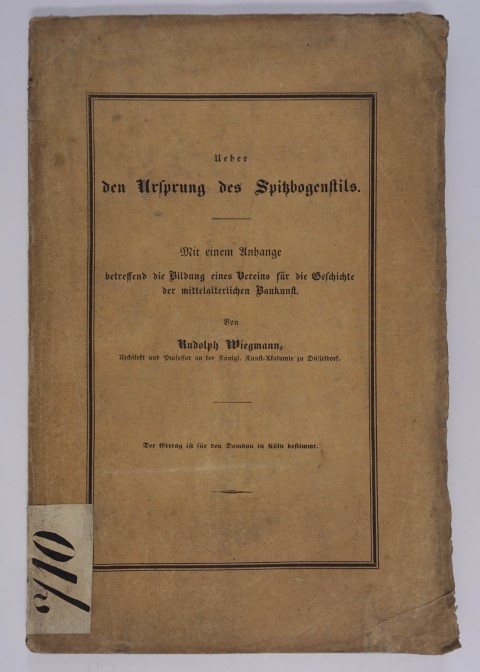 Ueber
den Ursprung des Spitzbogenstils.
Mit einem Anhange
betreffend die Bildung eines Vereins für die Geschichte
der mittelalterlichen Baukunst.
Von
Rudolph Wiegmann,
Architekt und Professor an der Königl. Kunst-Akademie zu Düsseldorf.
Der Ertrag ist für den Dombau in Köln bestimmt.